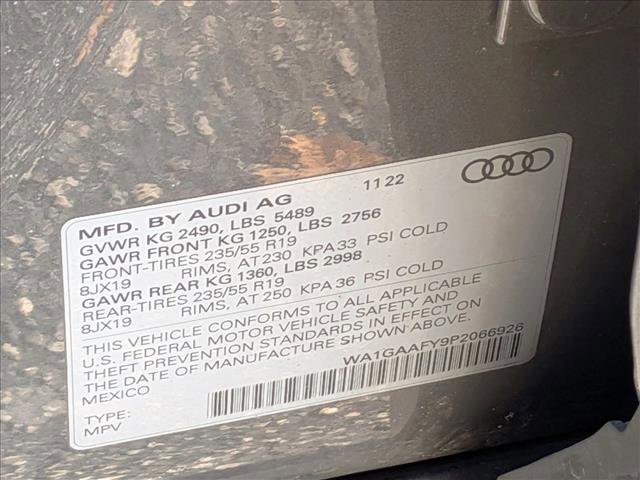 MFD. BY AUDI AG 11 22
GVWR KG 2490, LBS 5489
GAWR FRONT KG 1250, LBS 2756
FRONT-TIRES 235/55 R19
8JX19 RIMS, AT 230 KPA 33 PSI COLD
GAWR REAR KG 1360, LBS 2998
REAR-TIRES 235/55 R19
8JX19 RIMS, AT 250 KPA 36 PSI COLD
THIS VEHICLE CONFORMS TO ALL APPLICABLE
U.S. FEDERAL MOTOR VEHICLE SAFETY AND
THEFT PREVENTION STANDARDS IN EFFECT ON
THE DATE OF MANUFACTURE SHOWN ABOVE.
MEXICO WA1GAAFY9P2066926
TYPE:
MPV